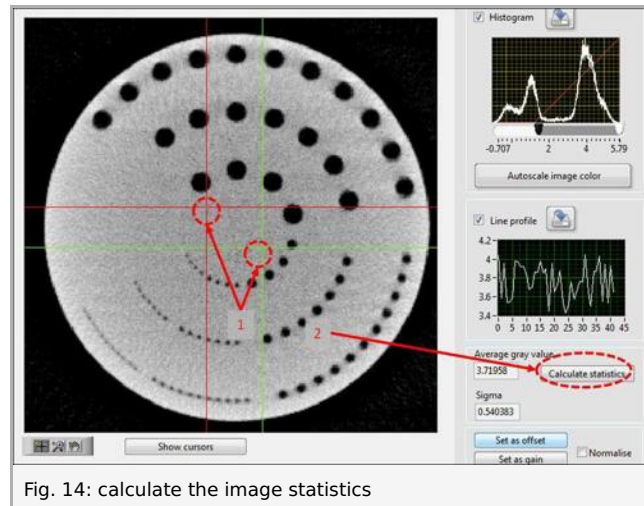 Histogram
-0.707 2 4 5.79
Autoscale image color
Line profile
4.2
4
3.8
3.6
3.4
0 5 10 15 20 25 30 35 40 45
1
2
Average gray value
3.71958
Calculate statistics
Sigma
0.540383
Set as offset
Normalise
Set as gain
Show cursors
Fig. 14: calculate the image statistics